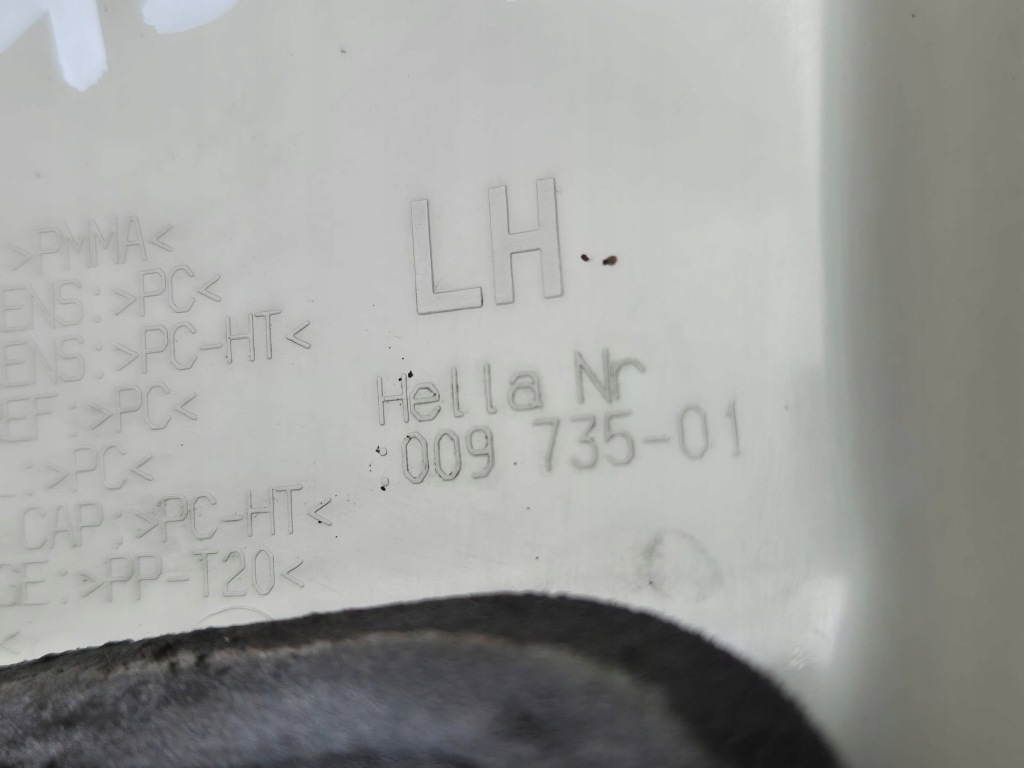 LH
>PMMA<
ENS:>PC<
ENS:>PC-HT<
EF:>PC<
:>PC<
CAP:>PC-HT<
GE:>PP-T20<
<
Hella Nr
:009 735-01